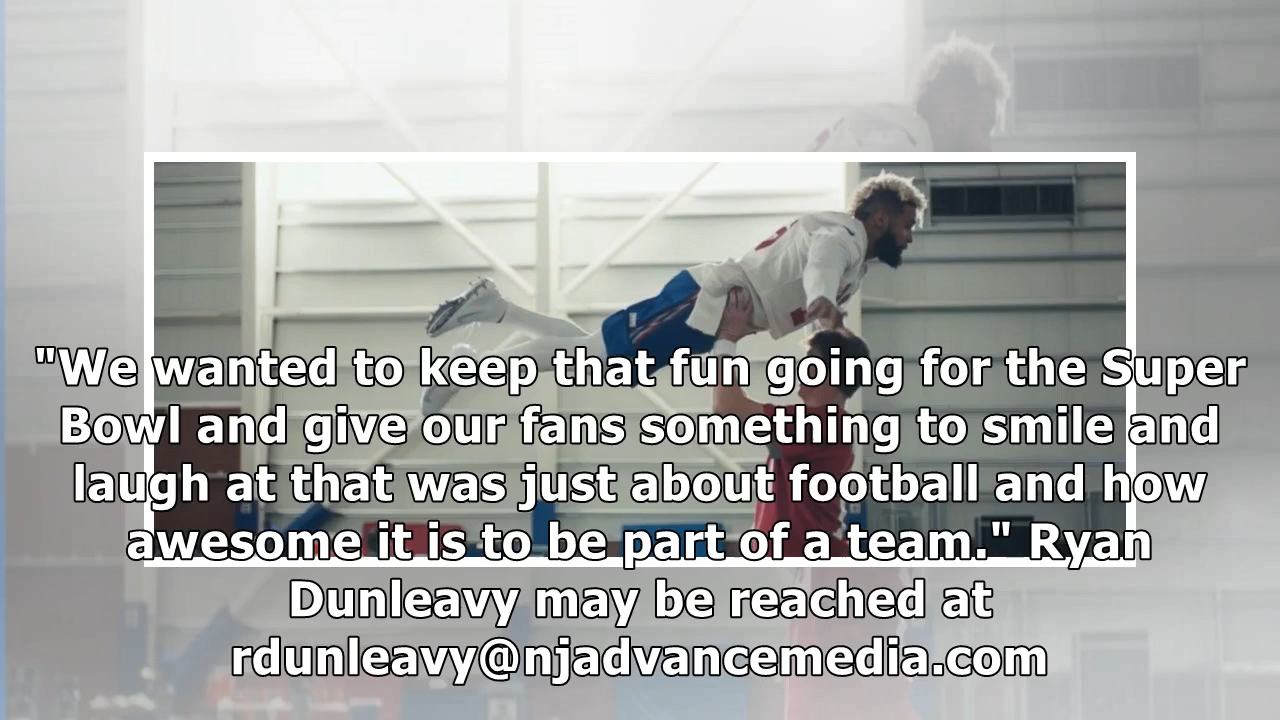 "We wanted to keep that fun going for the Super
Bowl and give our fans something to smile and
laugh at that was just about football and how
awesome it is to be part of a team." Ryan
Dunleavy may be reached at
rdunleavy@njadvancemedia.com